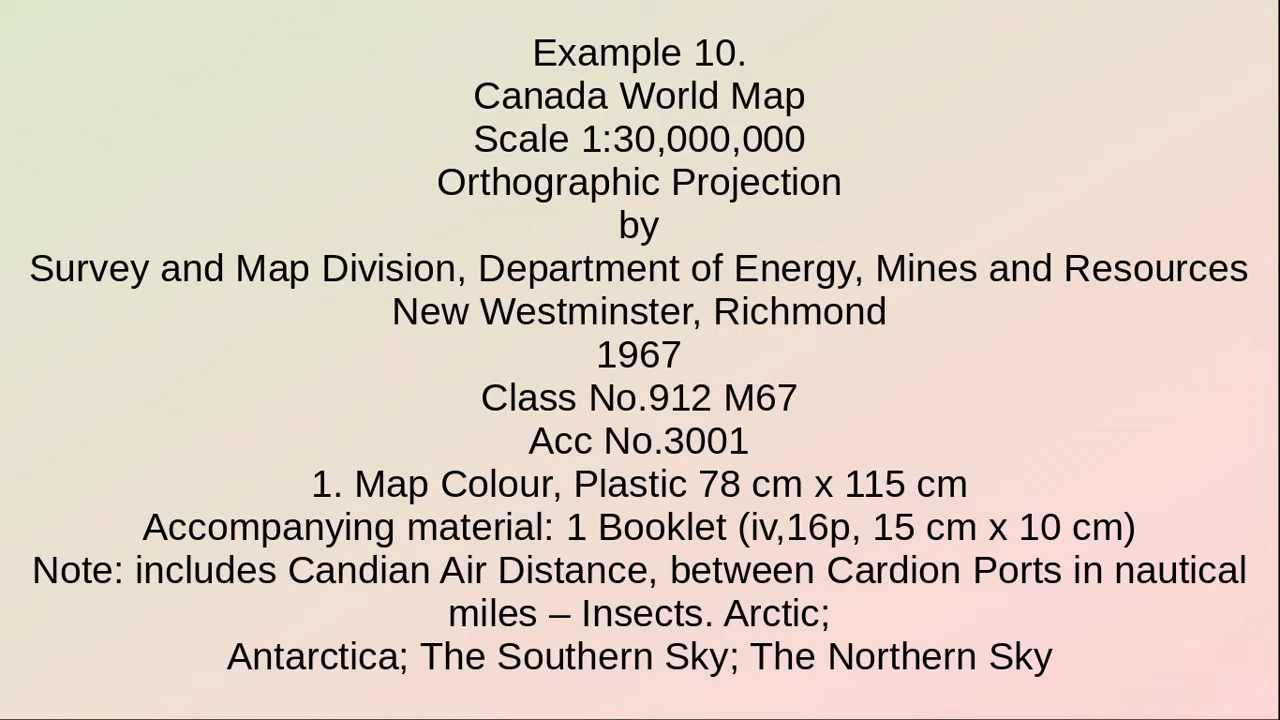 Example 10.
Canada World Map
Scale 1:30,000,000
Orthographic Projection
by
Survey and Map Division, Department of Energy, Mines and Resources
New Westminster, Richmond
1967
Class No.912 M67
Acc No.3001
1. Map Colour, Plastic 78 cm x 115 cm
Accompanying material: 1 Booklet (iv,16p, 15 cm x 10 cm)
Note: includes Candian Air Distance, between Cardion Ports in nautical
miles – Insects. Arctic;
Antarctica; The Southern Sky; The Northern Sky